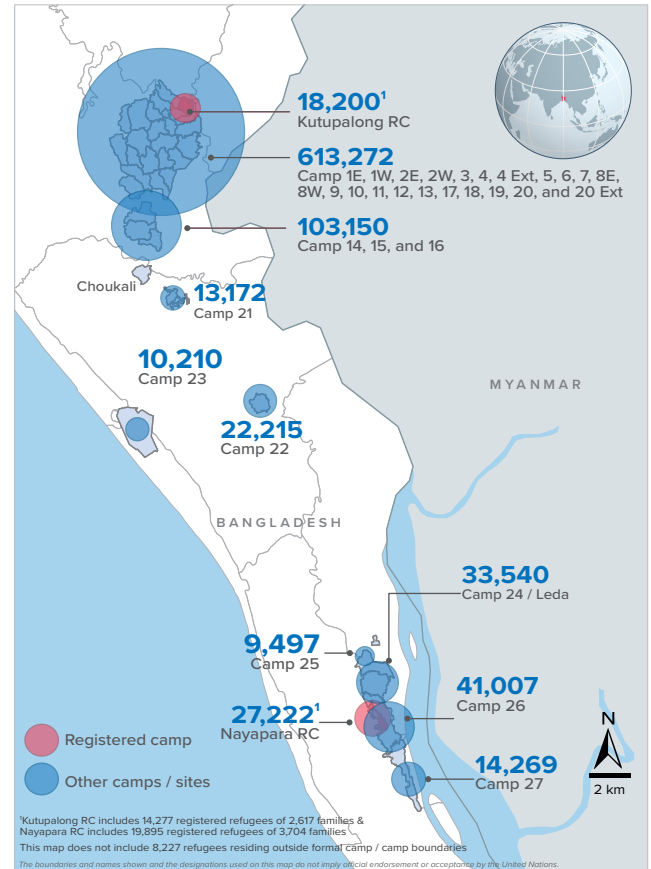 18,200¹
Kutupalong RC
613,272
Camp 1E, 1W, 2E, 2W, 3, 4, 4 Ext, 5, 6, 7, 8E,
8W, 9, 10, 11, 12, 13, 17, 18, 19, 20, and 20 Ext
103,150
Camp 14, 15, and 16
Choukali
13,172
Camp 21
10,210
Camp 23
MYANMAR
22,215
Camp 22
BANGLADESH
33,540
Camp 24 / Leda
9,497
Camp 25
41,007
Camp 26
27,222¹
Nayapara RC
N
Registered camp
14,269
Camp 27
Other camps / sites
2 km
¹Kutupalong RC includes 14,277 registered refugees of 2,617 families &
Nayapara RC includes 19,895 registered refugees of 3,704 families
This map does not include 8,227 refugees residing outside formal camp / camp boundaries
The boundaries and names shown and the designations used on this map do not imply official endorsement or acceptance by the United Nations.